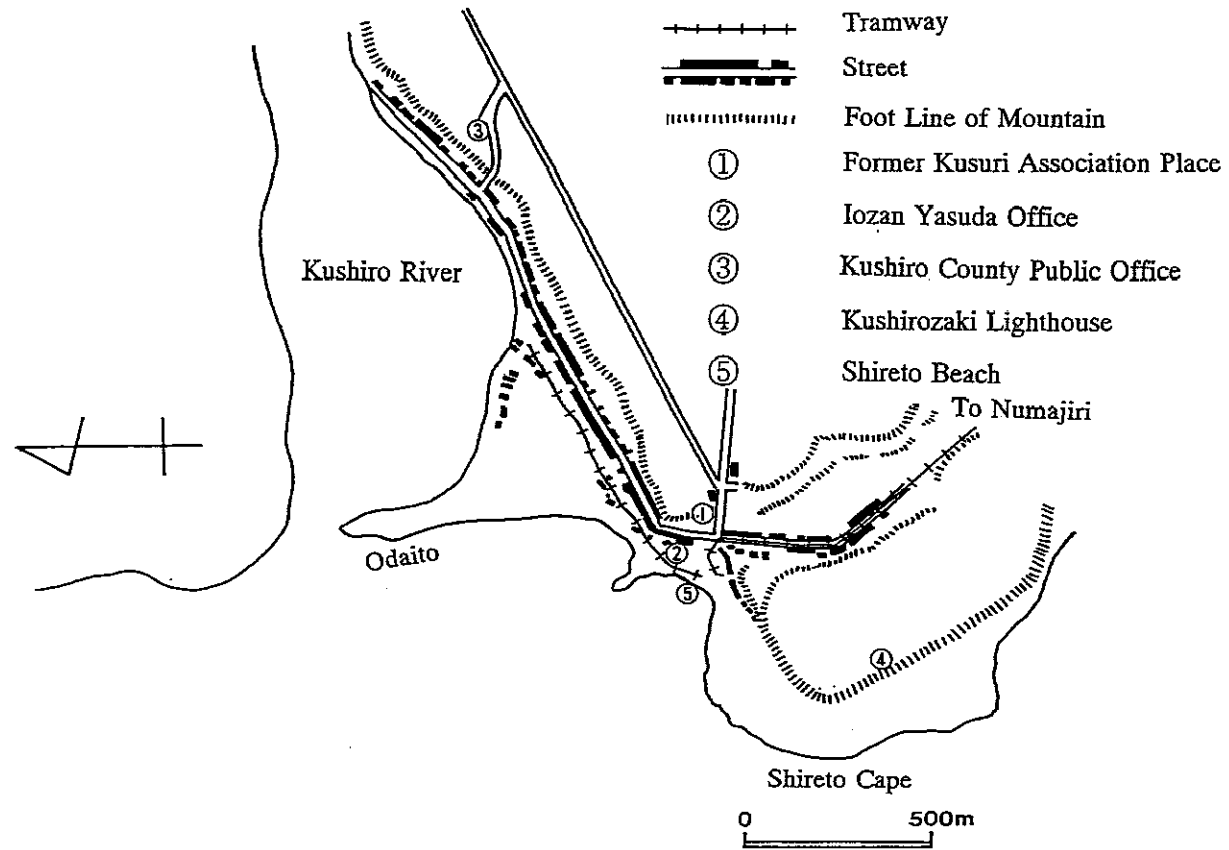 Tramway
Street
Foot Line of Mountain
① Former Kusuri Association Place
② Iozan Yasuda Office
③ Kushiro County Public Office
④ Kushirozaki Lighthouse
⑤ Shireto Beach
③
Kushiro River
To Numajiri
①
Odaito
②
⑤
④
Shireto Cape
0 500m